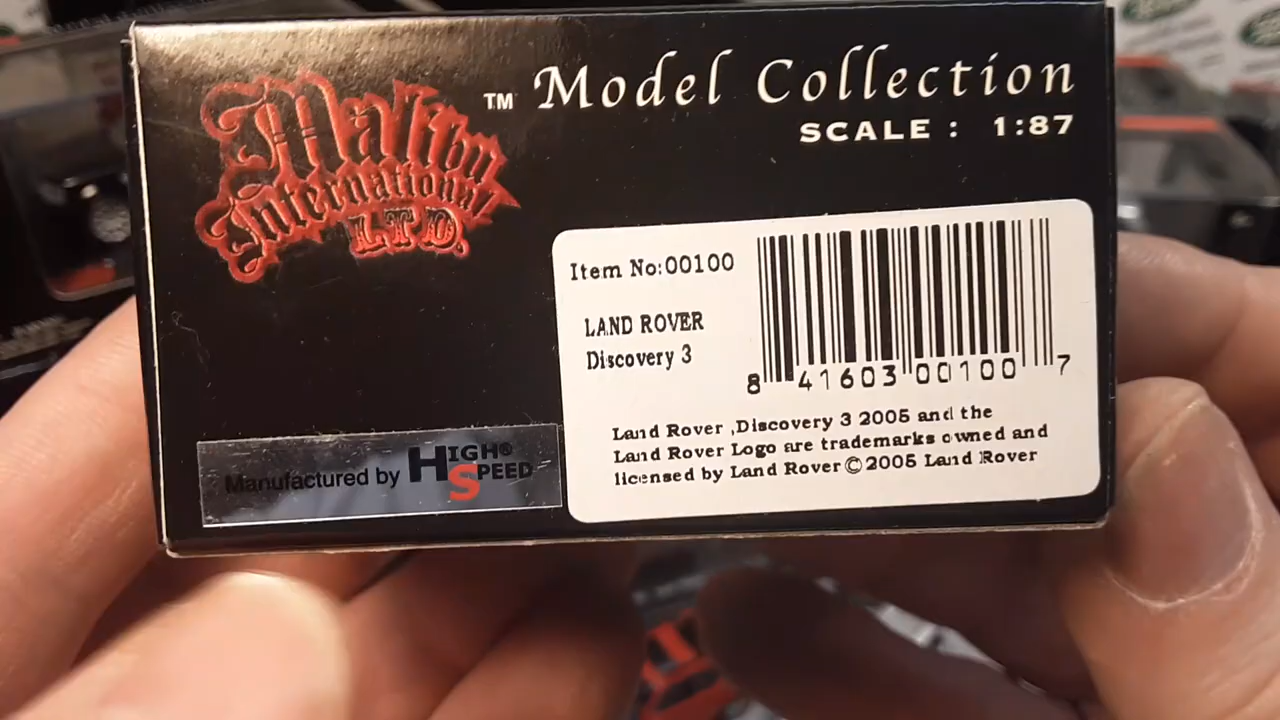 Malibu
International
LTD.
™ Model Collection
SCALE : 1:87
Item No:00100
LAND ROVER
Discovery 3
8 41603 00100 7
Land Rover ,Discovery 3 2005 and the
Land Rover Logo are trademarks owned and
licensed by Land Rover ©2005 Land Rover
Manufactured by HIGH® SPEED